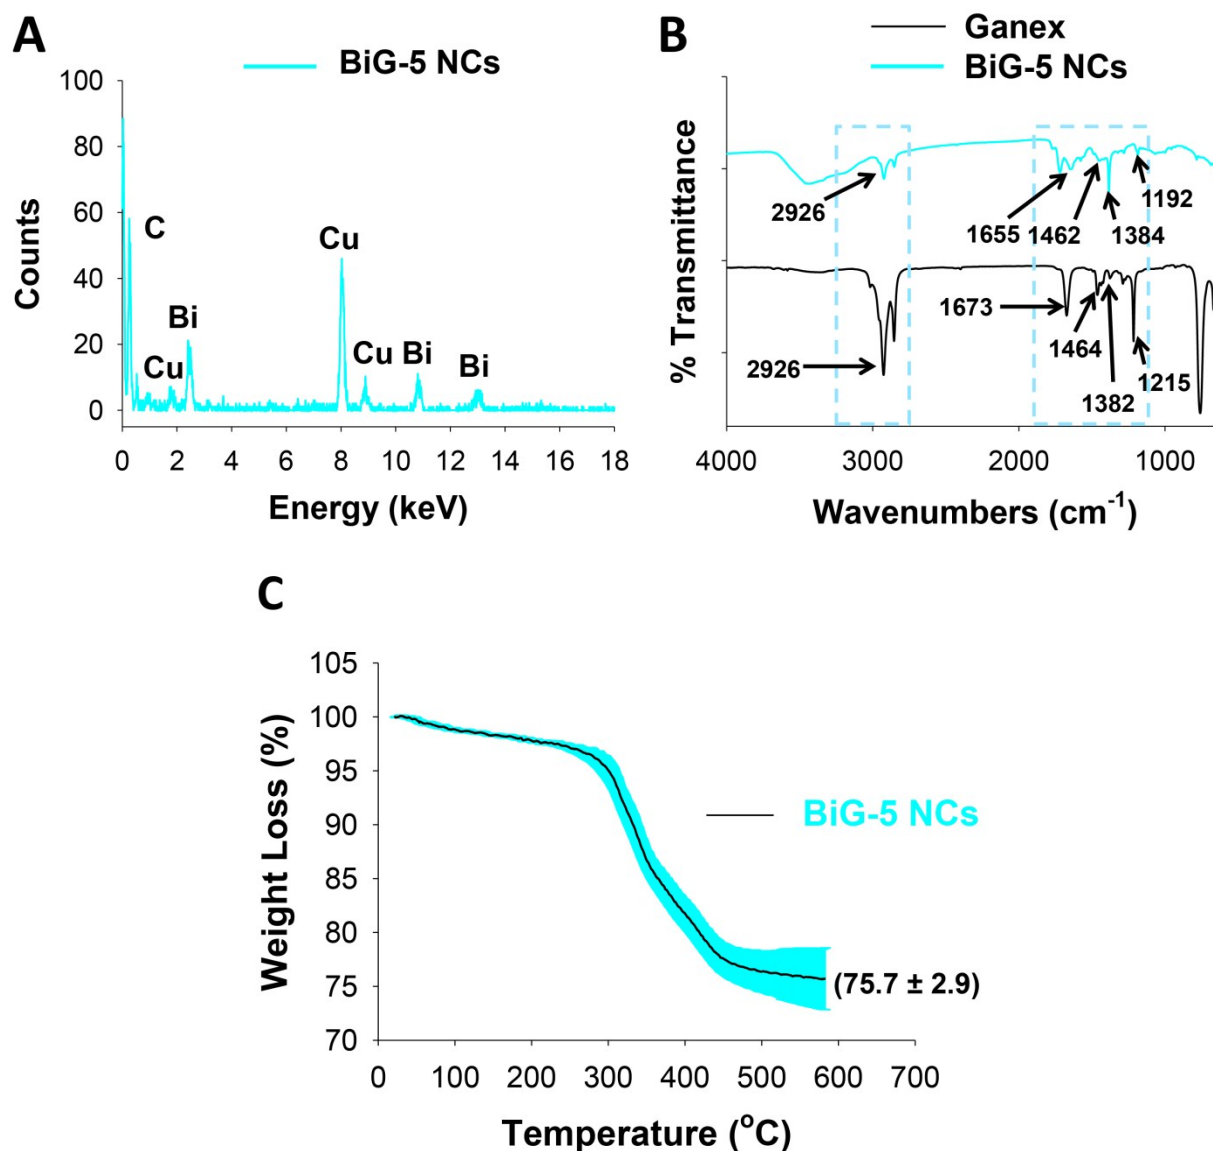 A
BiG-5 NCs
100
80
60
40
20
0
Counts
C
Cu
Bi
Cu
Cu
Bi
Bi
0 2 4 6 8 10 12 14 16 18
Energy (keV)
B
Ganex
BiG-5 NCs
% Transmittance
2926
1655 1462 1384 1192
2926
1673
1464
1382
1215
4000 3000 2000 1000
Wavenumbers (cm⁻¹)
C
105
100
95
90
85
80
75
70
Weight Loss (%)
BiG-5 NCs
(75.7 ± 2.9)
0 100 200 300 400 500 600 700
Temperature (°C)